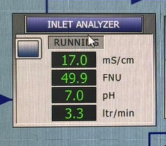 INLET ANALYZER
RUNNING
17.0 mS/cm
49.9 FNU
7.0 pH
3.3 ltr/min